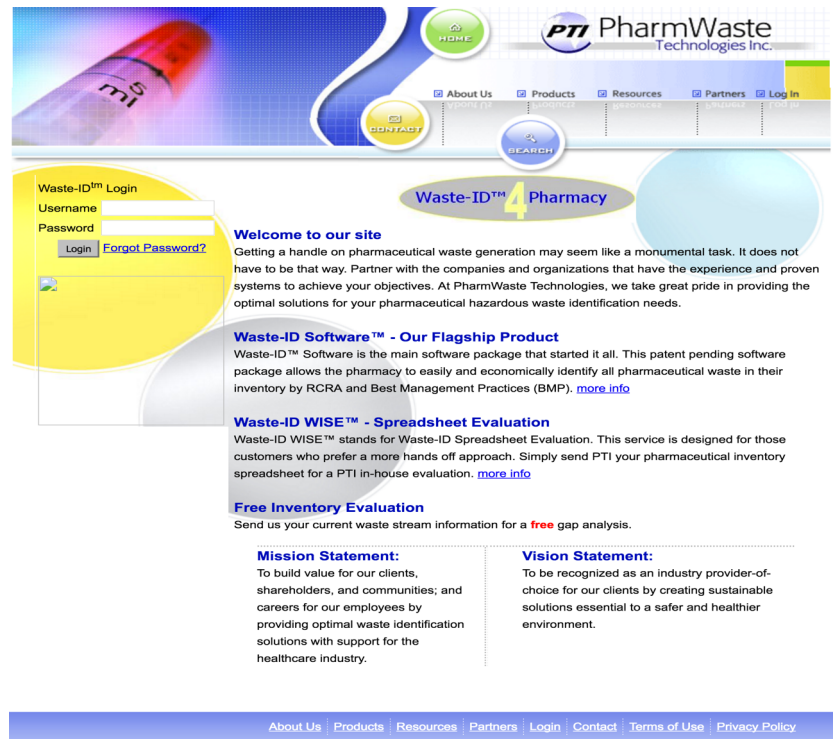 HOME
PTI PharmWaste
Technologies Inc.
5
ml
About Us Products Resources Partners Log In
CONTACT
SEARCH
Waste-ID™ 4 Pharmacy
Waste-IDtm Login
Username
Password
Login Forgot Password?
Welcome to our site
Getting a handle on pharmaceutical waste generation may seem like a monumental task. It does not
have to be that way. Partner with the companies and organizations that have the experience and proven
systems to achieve your objectives. At PharmWaste Technologies, we take great pride in providing the
optimal solutions for your pharmaceutical hazardous waste identification needs.
Waste-ID Software™ - Our Flagship Product
Waste-ID™ Software is the main software package that started it all. This patent pending software
package allows the pharmacy to easily and economically identify all pharmaceutical waste in their
inventory by RCRA and Best Management Practices (BMP). more info
Waste-ID WISE™ - Spreadsheet Evaluation
Waste-ID WISE™ stands for Waste-ID Spreadsheet Evaluation. This service is designed for those
customers who prefer a more hands off approach. Simply send PTI your pharmaceutical inventory
spreadsheet for a PTI in-house evaluation. more info
Free Inventory Evaluation
Send us your current waste stream information for a free gap analysis.
Mission Statement:
To build value for our clients,
shareholders, and communities; and
careers for our employees by
providing optimal waste identification
solutions with support for the
healthcare industry.
Vision Statement:
To be recognized as an industry provider-of-
choice for our clients by creating sustainable
solutions essential to a safer and healthier
environment.
About Us Products Resources Partners Login Contact Terms of Use Privacy Policy